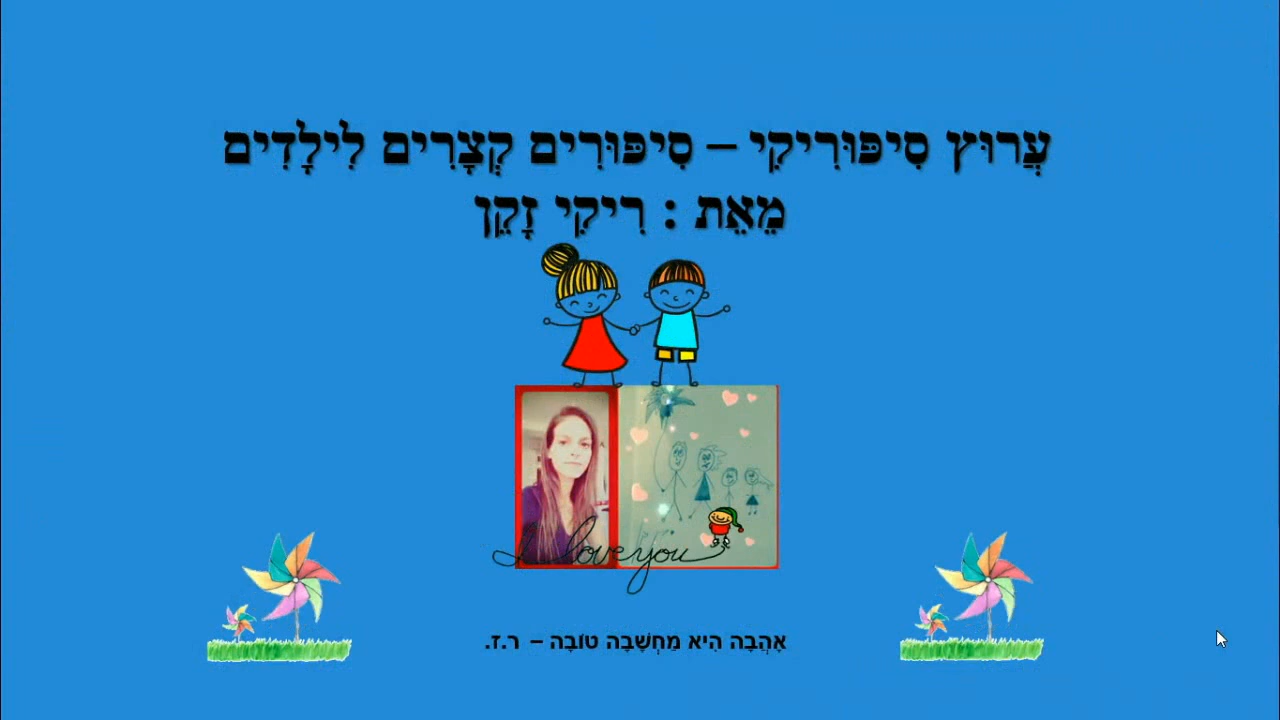 עֲרוּץ סִיפּוּרִיקִי – סִיפּוּרִים קְצָרִים לִילָדִים
מֵאֵת : רִיקִי זָקֵן
I love you
אָהֲבָה הִיא מַחְשָׁבָה טוֹבָה – ר.ז.